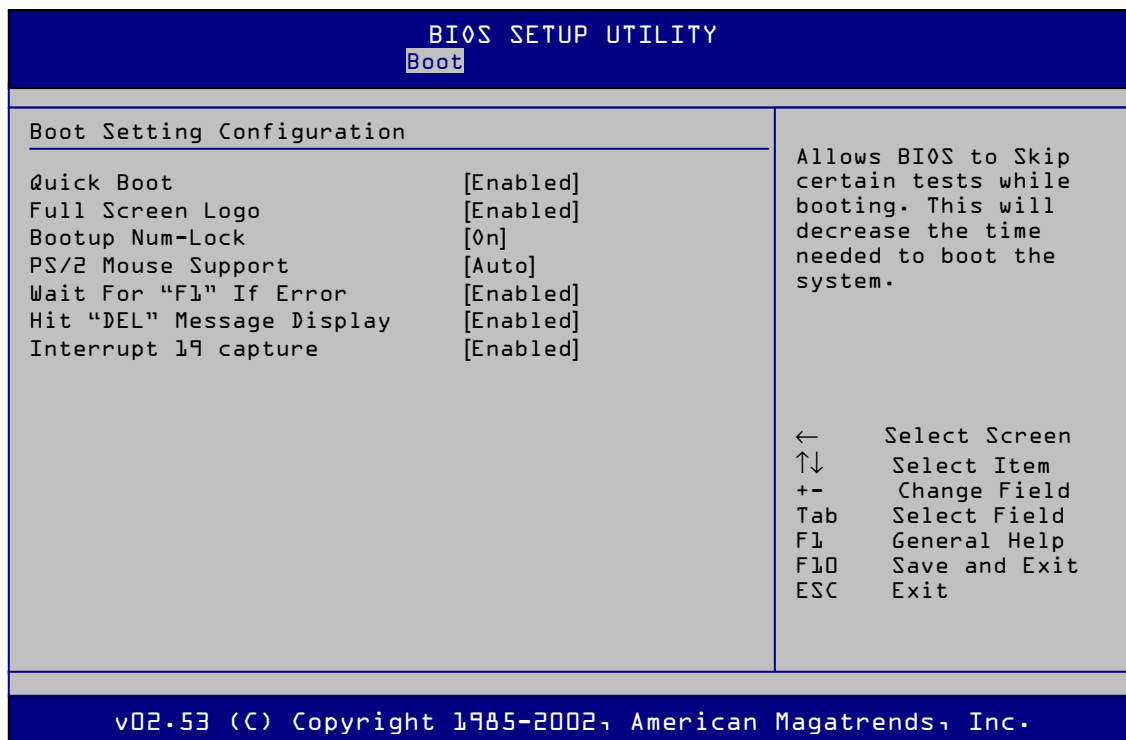 BIOS SETUP UTILITY
Boot
Boot Setting Configuration
Quick Boot [Enabled]
Full Screen Logo [Enabled]
Bootup Num-Lock [On]
PS/2 Mouse Support [Auto]
Wait For “F1” If Error [Enabled]
Hit “DEL” Message Display [Enabled]
Interrupt 19 capture [Enabled]
Allows BIOS to Skip
certain tests while
booting. This will
decrease the time
needed to boot the
system.
← Select Screen
↑↓ Select Item
+- Change Field
Tab Select Field
F1 General Help
F10 Save and Exit
ESC Exit
v02.53 (C) Copyright 1985-2002, American Magatrends, Inc.